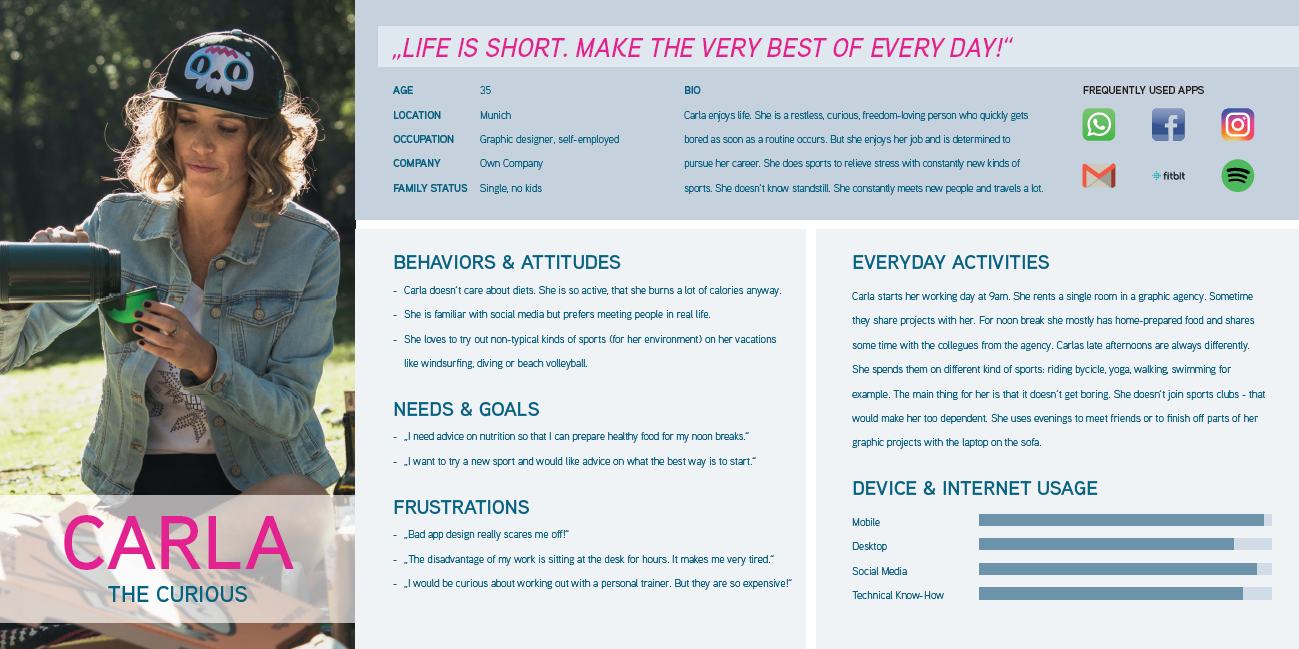 „LIFE IS SHORT. MAKE THE VERY BEST OF EVERY DAY!“
AGE 35
LOCATION Munich
OCCUPATION Graphic designer, self-employed
COMPANY Own Company
FAMILY STATUS Single, no kids
BIO
Carla enjoys life. She is a restless, curious, freedom-loving person who quickly gets
bored as soon as a routine occurs. But she enjoys her job and is determined to
pursue her career. She does sports to relieve stress with constantly new kinds of
sports. She doesn't know standstill. She constantly meets new people and travels a lot.
FREQUENTLY USED APPS
fitbit
CARLA
THE CURIOUS
BEHAVIORS & ATTITUDES
- Carla doesn't care about diets. She is so active, that she burns a lot of calories anyway.
- She is familiar with social media but prefers meeting people in real life.
- She loves to try out non-typical kinds of sports (for her environment) on her vacations
like windsurfing, diving or beach volleyball.
NEEDS & GOALS
- „I need advice on nutrition so that I can prepare healthy food for my noon breaks.“
- „I want to try a new sport and would like advice on what the best way is to start.“
FRUSTRATIONS
- „Bad app design really scares me off!“
- „The disadvantage of my work is sitting at the desk for hours. It makes me very tired.“
- „I would be curious about working out with a personal trainer. But they are so expensive!“
EVERYDAY ACTIVITIES
Carla starts her working day at 9am. She rents a single room in a graphic agency. Sometime
they share projects with her. For noon break she mostly has home-prepared food and shares
some time with the collegues from the agency. Carlas late afternoons are always differently.
She spends them on different kind of sports: riding bycicle, yoga, walking, swimming for
example. The main thing for her is that it doesn't get boring. She doesn't join sports clubs - that
would make her too dependent. She uses evenings to meet friends or to finish off parts of her
graphic projects with the laptop on the sofa.
DEVICE & INTERNET USAGE
Mobile
Desktop
Social Media
Technical Know-How